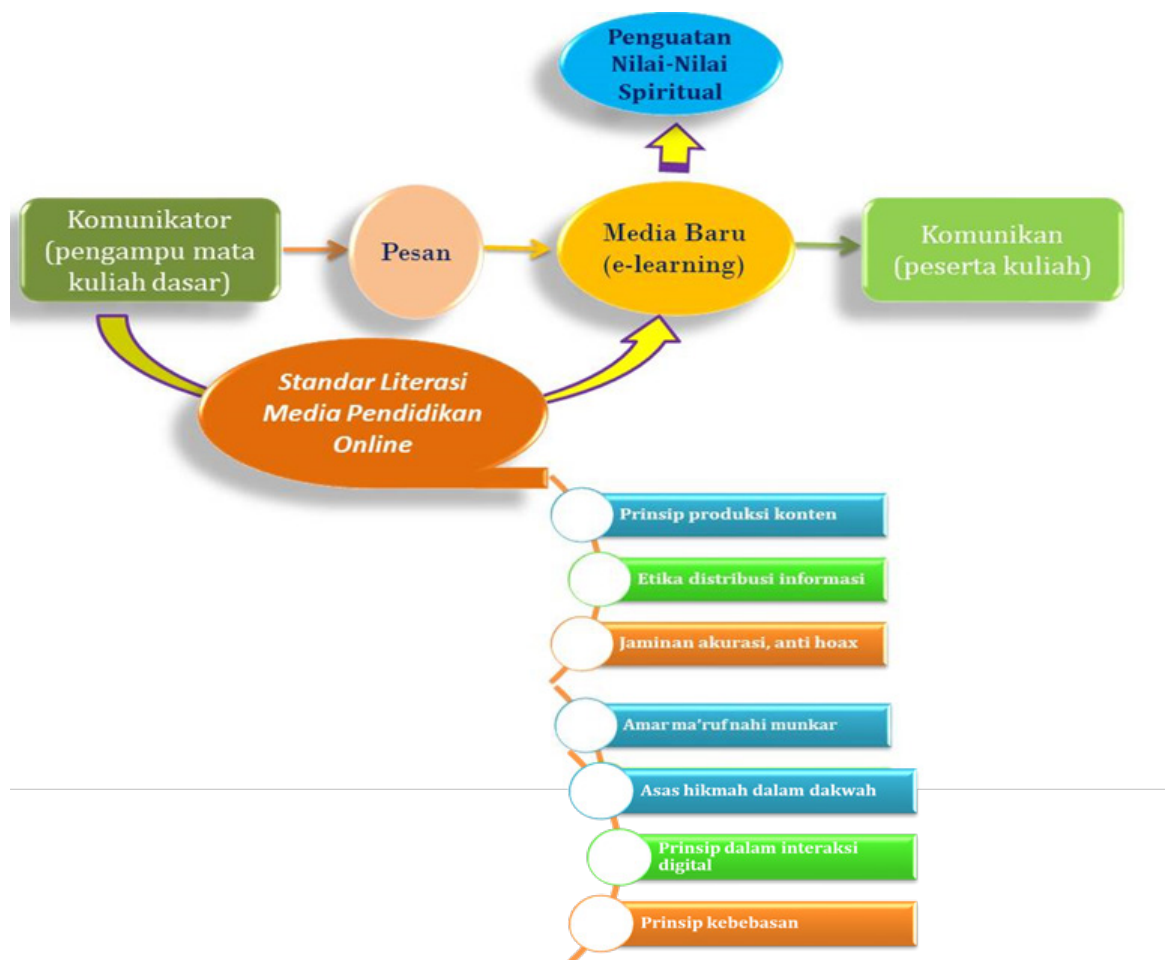 Penguatan
Nilai-Nilai
Spiritual
Komunikator
(pengampu mata
kuliah dasar)
Pesan
Media Baru
(e-learning)
Komunikan
(peserta kuliah)
Standar Literasi
Media Pendidikan
Online
Prinsip produksi konten
Etika distribusi informasi
Jaminan akurasi, anti hoax
Amar ma'ruf nahi munkar
Asas hikmah dalam dakwah
Prinsip dalam interaksi
digital
Prinsip kebebasan